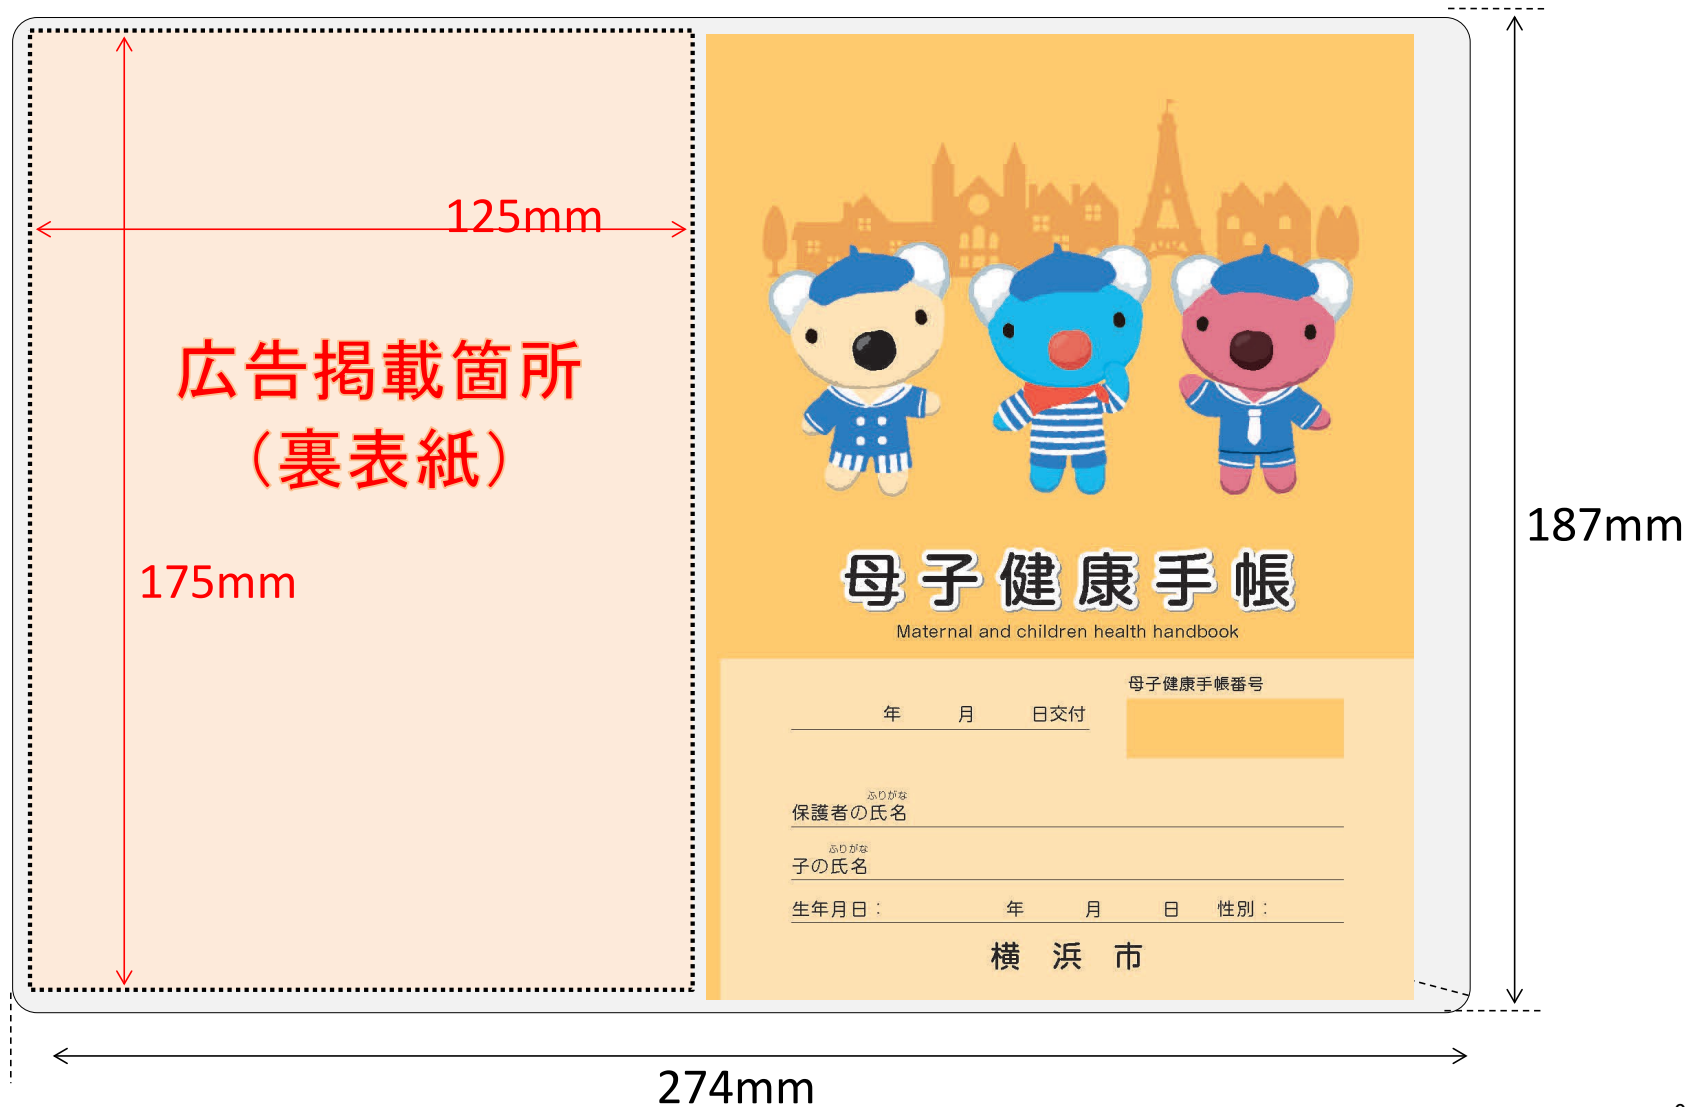 125mm
広告掲載箇所
（裏表紙）
175mm
母子健康手帳
Maternal and children health handbook
母子健康手帳番号
年 月 日交付
ふりがな
保護者の氏名
ふりがな
子の氏名
生年月日： 年 月 日 性別：
横浜市
187mm
274mm